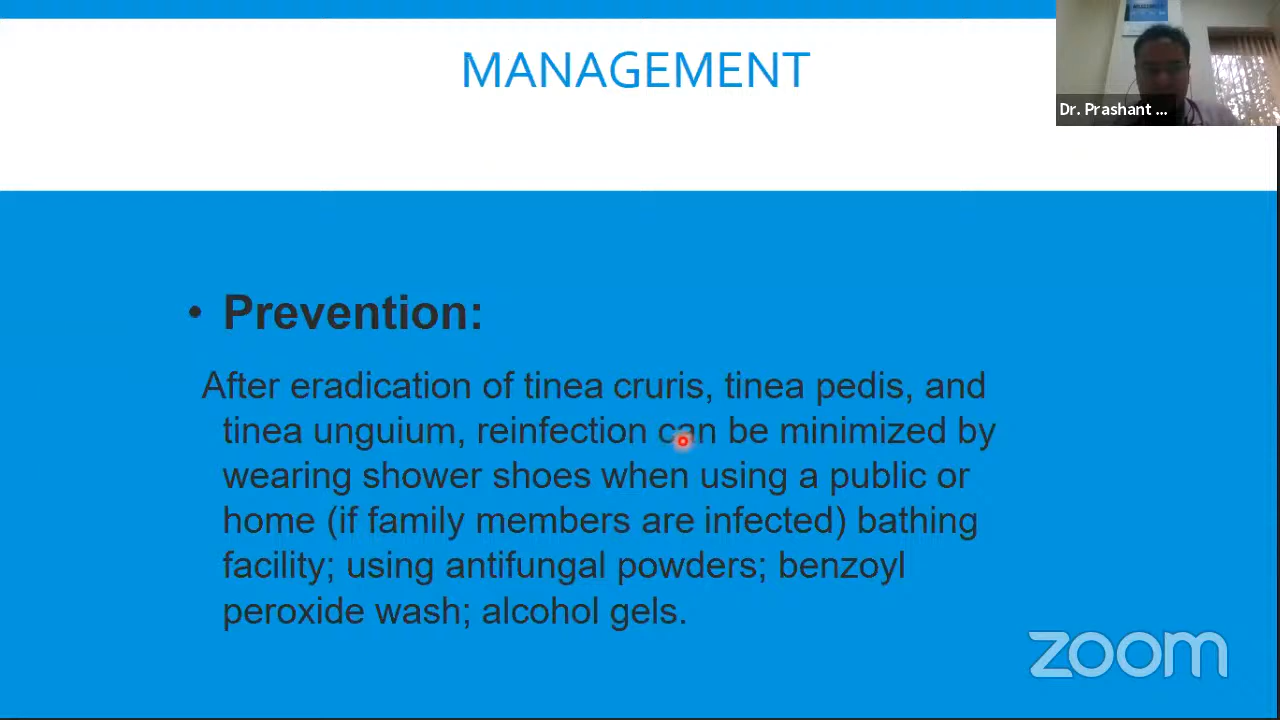 MANAGEMENT
Dr. Prashant ...
• Prevention:
After eradication of tinea cruris, tinea pedis, and
tinea unguium, reinfection can be minimized by
wearing shower shoes when using a public or
home (if family members are infected) bathing
facility; using antifungal powders; benzoyl
peroxide wash; alcohol gels.
zoom